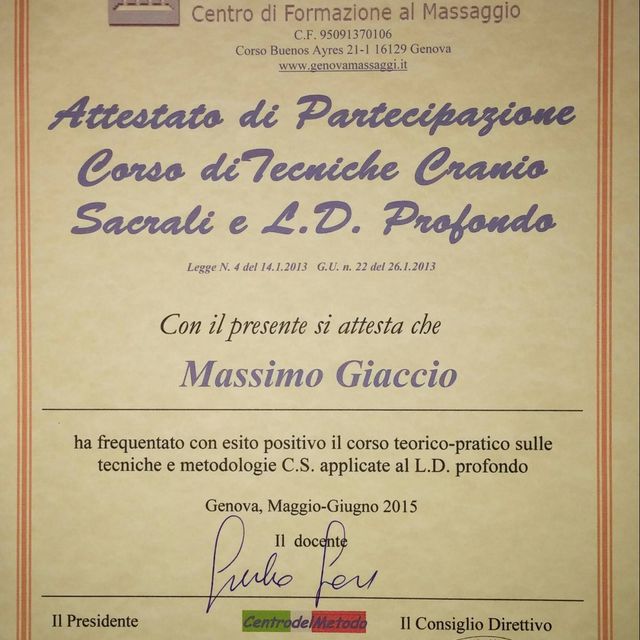 Centro di Formazione al Massaggio
C.F. 95091370106
Corso Buenos Ayres 21-1 16129 Genova
www.genovamassaggi.it
Attestato di Partecipazione
Corso diTecniche Cranio
Sacrali e L.D. Profondo
Legge N. 4 del 14.1.2013 G.U. n. 22 del 26.1.2013
Con il presente si attesta che
Massimo Giaccio
ha frequentato con esito positivo il corso teorico-pratico sulle
tecniche e metodologie C.S. applicate al L.D. profondo
Genova, Maggio-Giugno 2015
Il docente
Il Presidente CentrodelMetodo Il Consiglio Direttivo